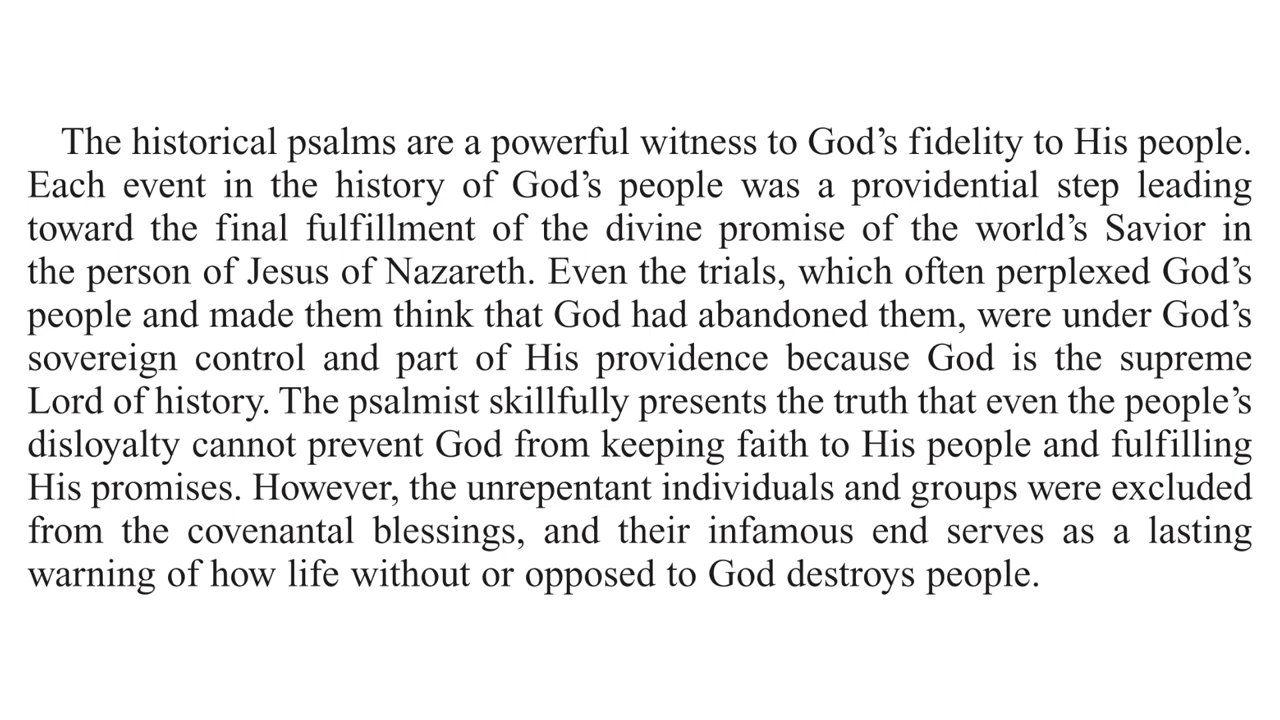 The historical psalms are a powerful witness to God’s fidelity to His people.
Each event in the history of God’s people was a providential step leading
toward the final fulfillment of the divine promise of the world’s Savior in
the person of Jesus of Nazareth. Even the trials, which often perplexed God’s
people and made them think that God had abandoned them, were under God’s
sovereign control and part of His providence because God is the supreme
Lord of history. The psalmist skillfully presents the truth that even the people’s
disloyalty cannot prevent God from keeping faith to His people and fulfilling
His promises. However, the unrepentant individuals and groups were excluded
from the covenantal blessings, and their infamous end serves as a lasting
warning of how life without or opposed to God destroys people.